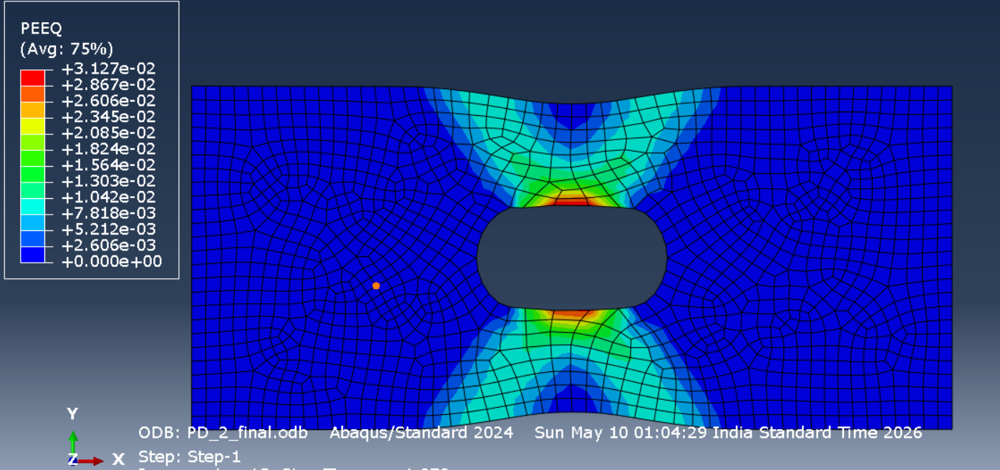 PEEQ
(Avg: 75%)
+3.127e-02
+2.867e-02
+2.606e-02
+2.345e-02
+2.085e-02
+1.824e-02
+1.564e-02
+1.303e-02
+1.042e-02
+7.818e-03
+5.212e-03
+2.606e-03
+0.000e+00
Y
Z X
ODB: PD_2_final.odb Abaqus/Standard 2024 Sun May 10 01:04:29 India Standard Time 2026
Step: Step-1